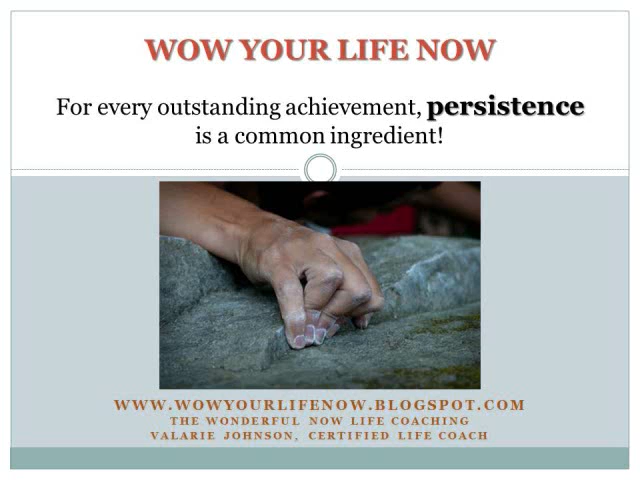 WOW YOUR LIFE NOW
For every outstanding achievement, persistence
is a common ingredient!
WWW.WOWYOURLIFENOW.BLOGSPOT.COM
THE WONDERFUL NOW LIFE COACHING
VALARIE JOHNSON, CERTIFIED LIFE COACH